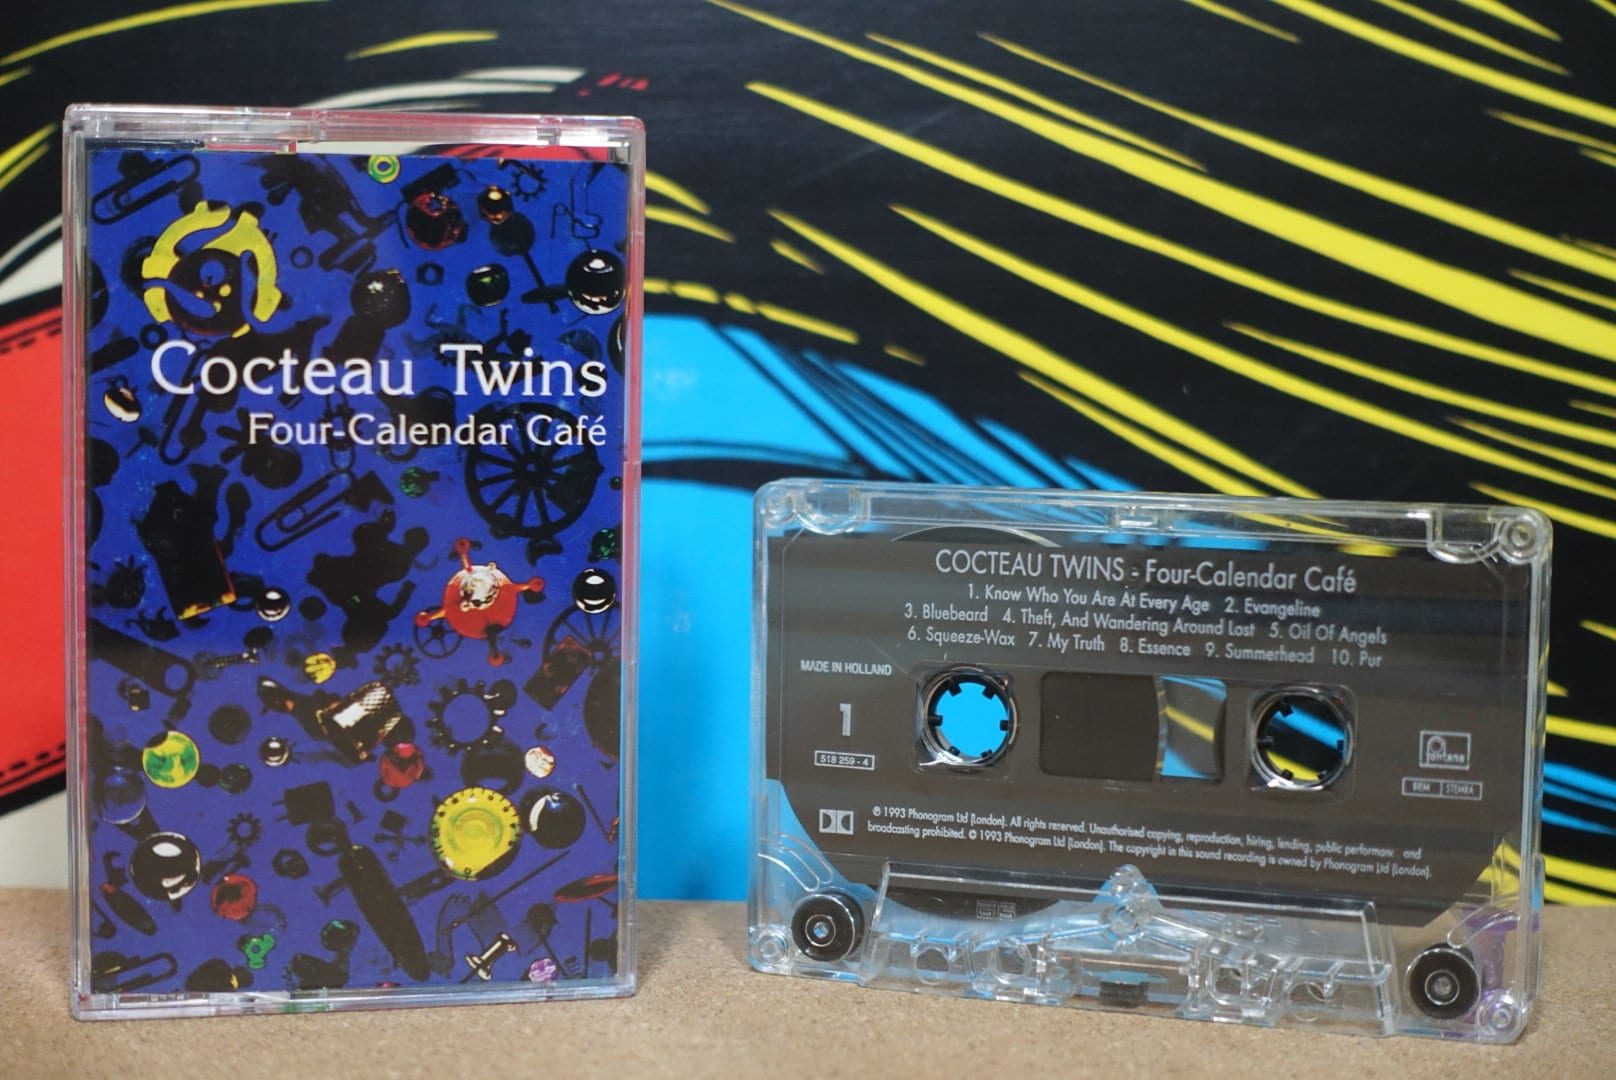 Cocteau Twins
Four-Calendar Café
COCTEAU TWINS - Four-Calendar Café
1. Know Who You Are At Every Age 2. Evangeline
3. Bluebeard 4. Theft, And Wandering Around Lost 5. Oil Of Angels
6. Squeeze-Wax 7. My Truth 8. Essence 9. Summerhead 10. Pur
MADE IN HOLLAND
1
518 259 - 4
fontana
BIEM STEMRA
℗ 1993 Phonogram Ltd (London). All rights reserved. Unauthorised copying, reproduction, hiring, lending, public performanc and
broadcasting prohibited. © 1993 Phonogram Ltd (London). The copyright in this sound recording is owned by Phonogram Ltd (London).